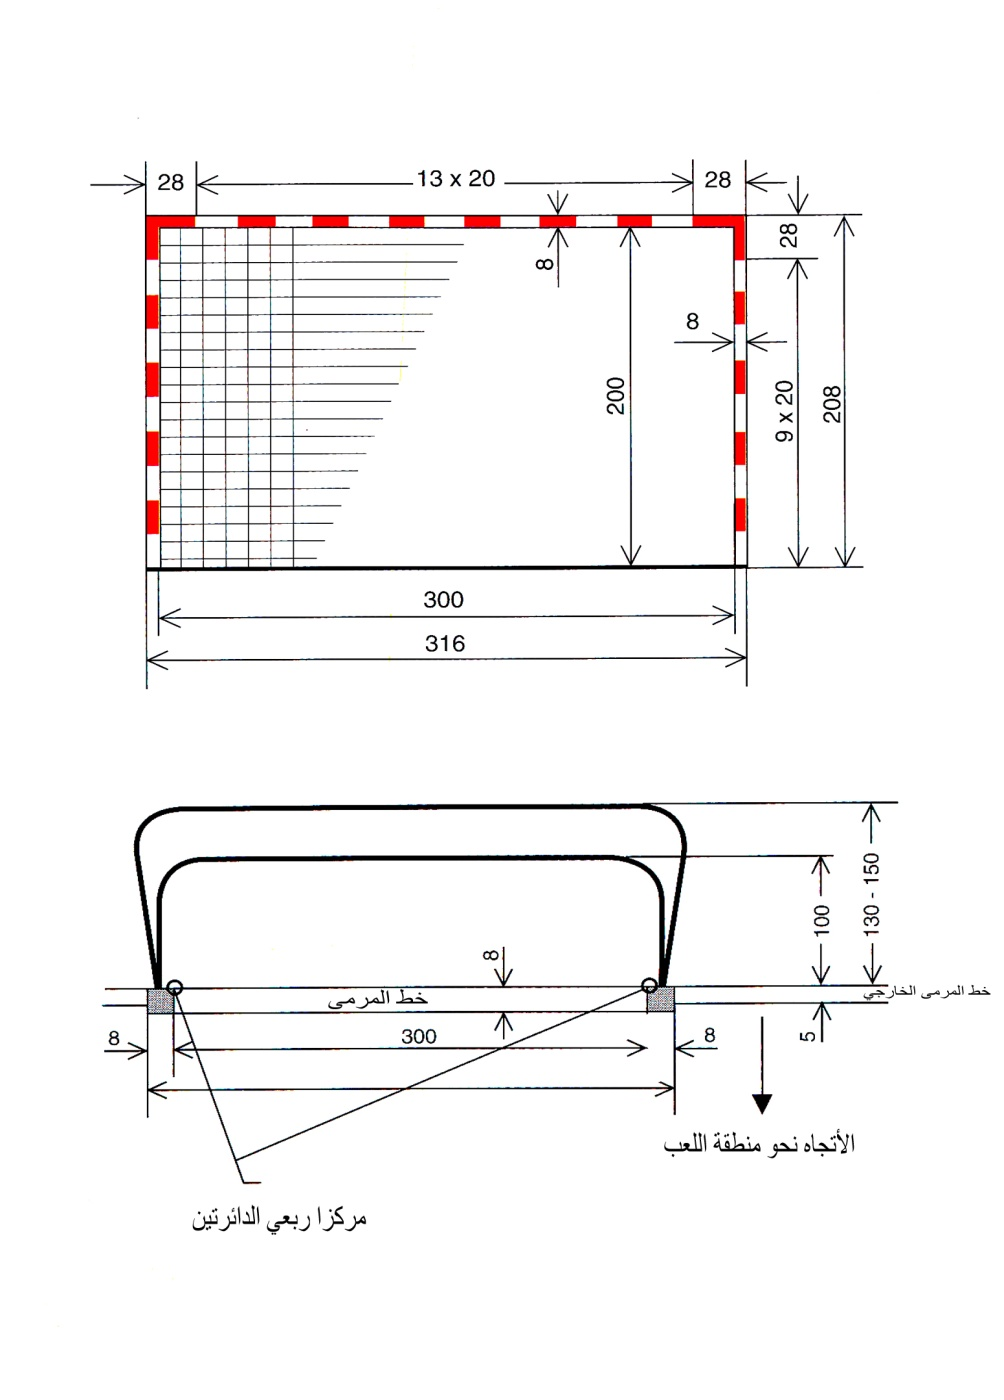 28
13 x 20
28
28
8
8
200
9 x 20
208
300
316
130 - 150
100
8
خط المرمى
خط المرمى الخارجي
8
300
8
5
الأتجاه نحو منطقة اللعب
مركزا ربعي الدائرتين